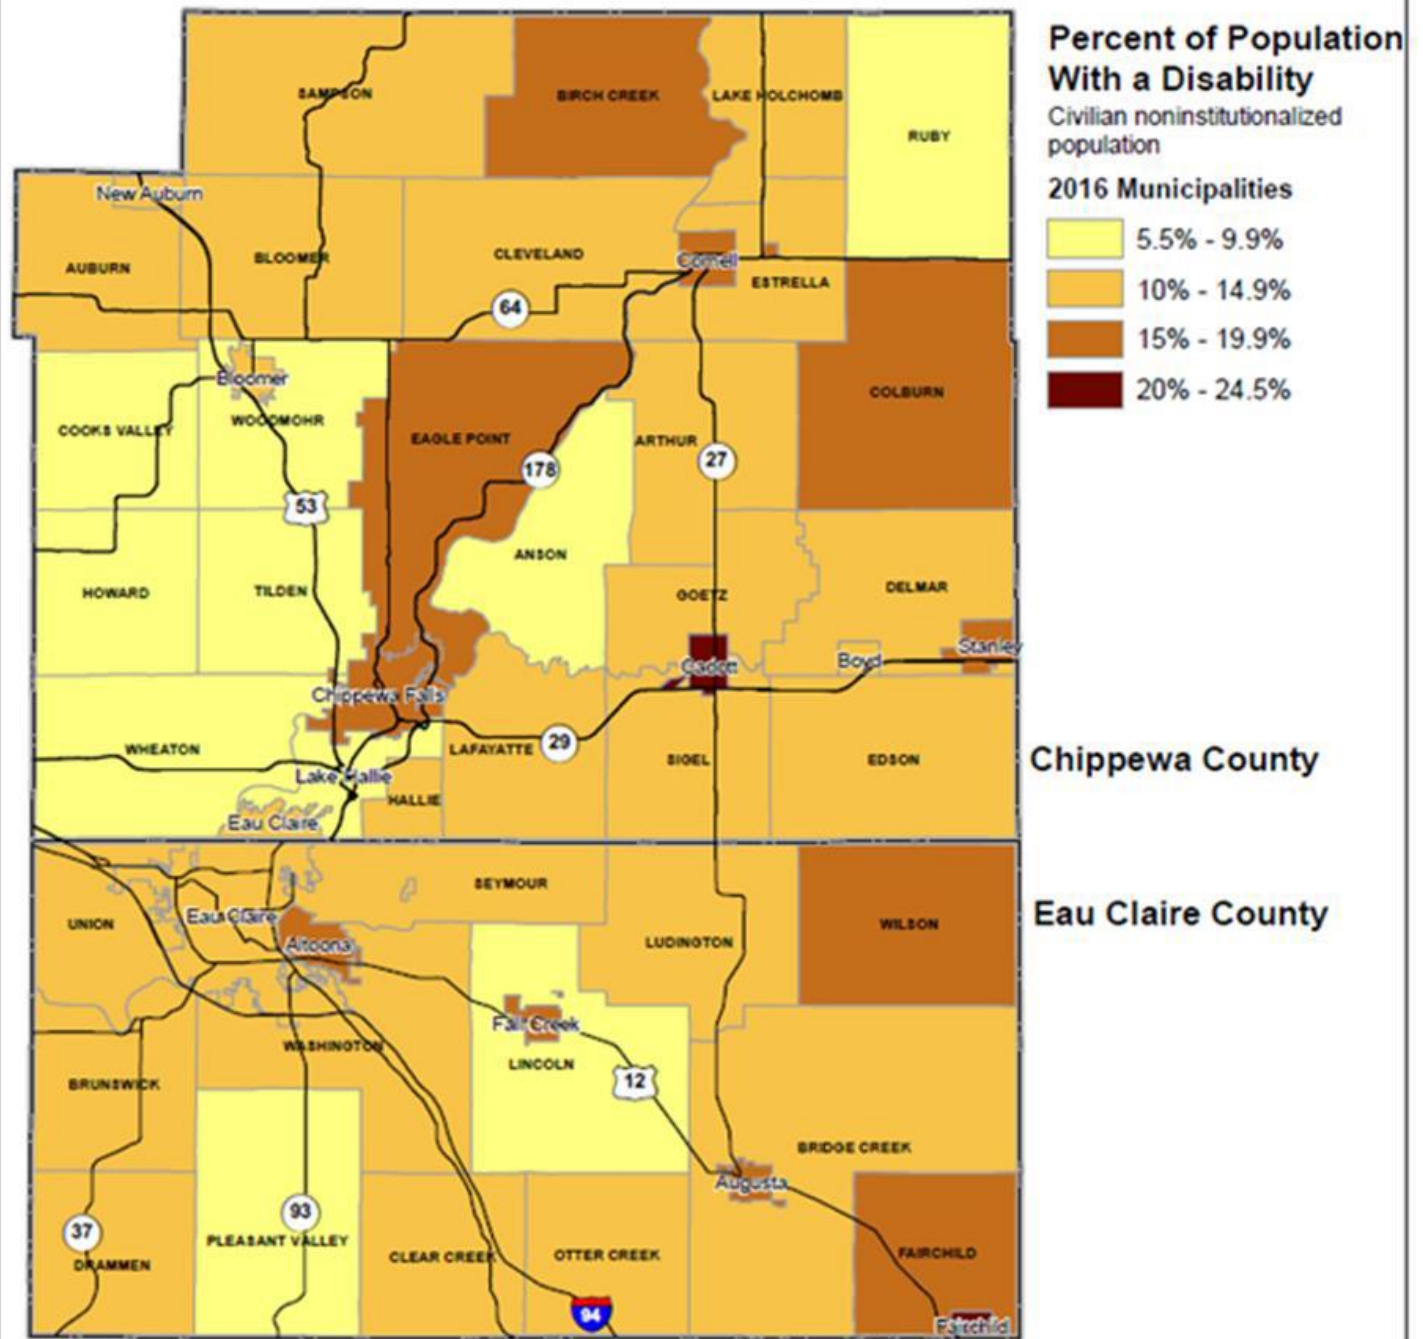 Percent of Population
With a Disability
Civilian noninstitutionalized
population
2016 Municipalities
5.5% - 9.9%
10% - 14.9%
15% - 19.9%
20% - 24.5%
SAMPSON
BIRCH CREEK
LAKE HOLCHOMB
RUBY
New Auburn
AUBURN
BLOOMER
CLEVELAND
Cornell
ESTRELLA
64
Bloomer
COOKS VALLEY
WOODMOHR
EAGLE POINT
ARTHUR
COLBURN
178
27
53
ANSON
HOWARD
TILDEN
GOETZ
DELMAR
Cadott
Boyd
Stanley
Chippewa Falls
WHEATON
LAFAYATTE
29
SIGEL
EDSON
Chippewa County
Lake Hallie
HALLIE
Eau Claire
SEYMOUR
UNION
Eau Claire
Altoona
LUDINGTON
WILSON
Eau Claire County
Fall Creek
WASHINGTON
LINCOLN
12
BRUNSWICK
BRIDGE CREEK
Augusta
93
37
PLEASANT VALLEY
DRAMMEN
CLEAR CREEK
OTTER CREEK
FAIRCHILD
94
Fairchild